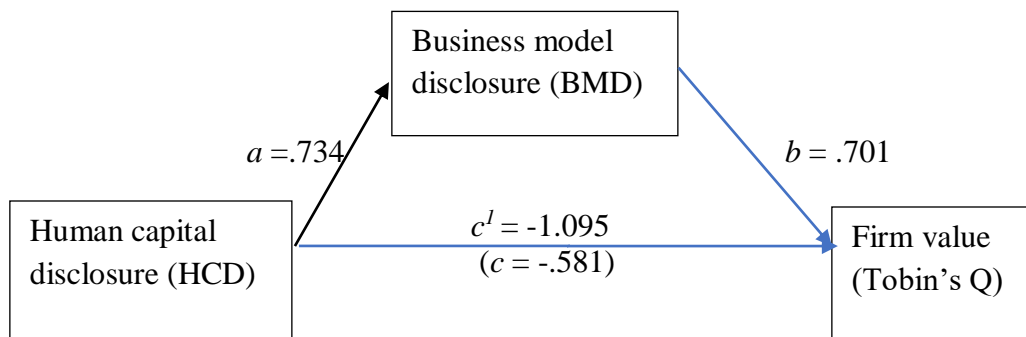 Business model
disclosure (BMD)
a =.734
b = .701
Human capital
disclosure (HCD)
c¹ = -1.095
(c = -.581)
Firm value
(Tobin’s Q)